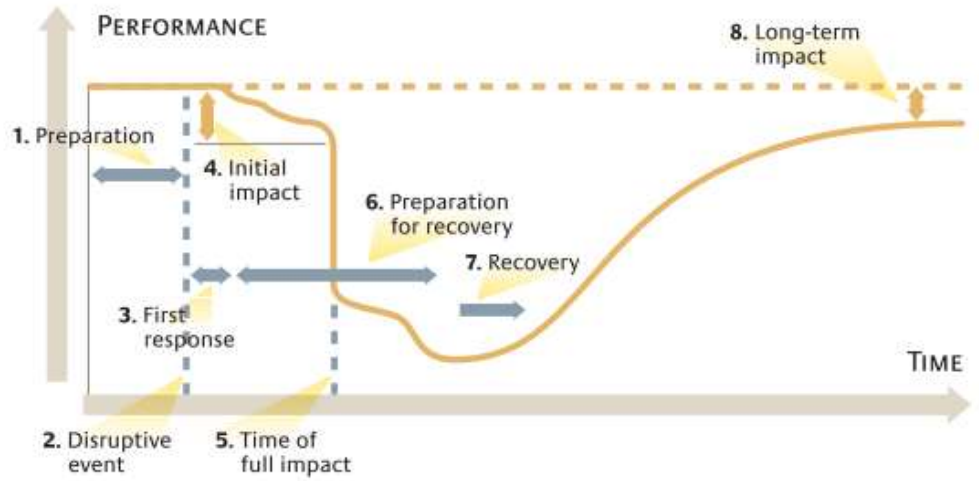 PERFORMANCE
8. Long-term
impact
1. Preparation
4. Initial
impact
6. Preparation
for recovery
7. Recovery
3. First
response
TIME
2. Disruptive
event
5. Time of
full impact